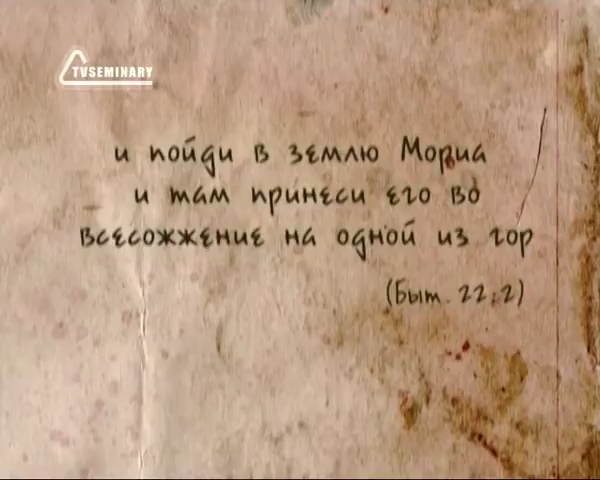 TVSEMINARY
и пойди в землю Мориа
и там принеси его во
всесожжение на одной из гор
(Быт. 22:2)